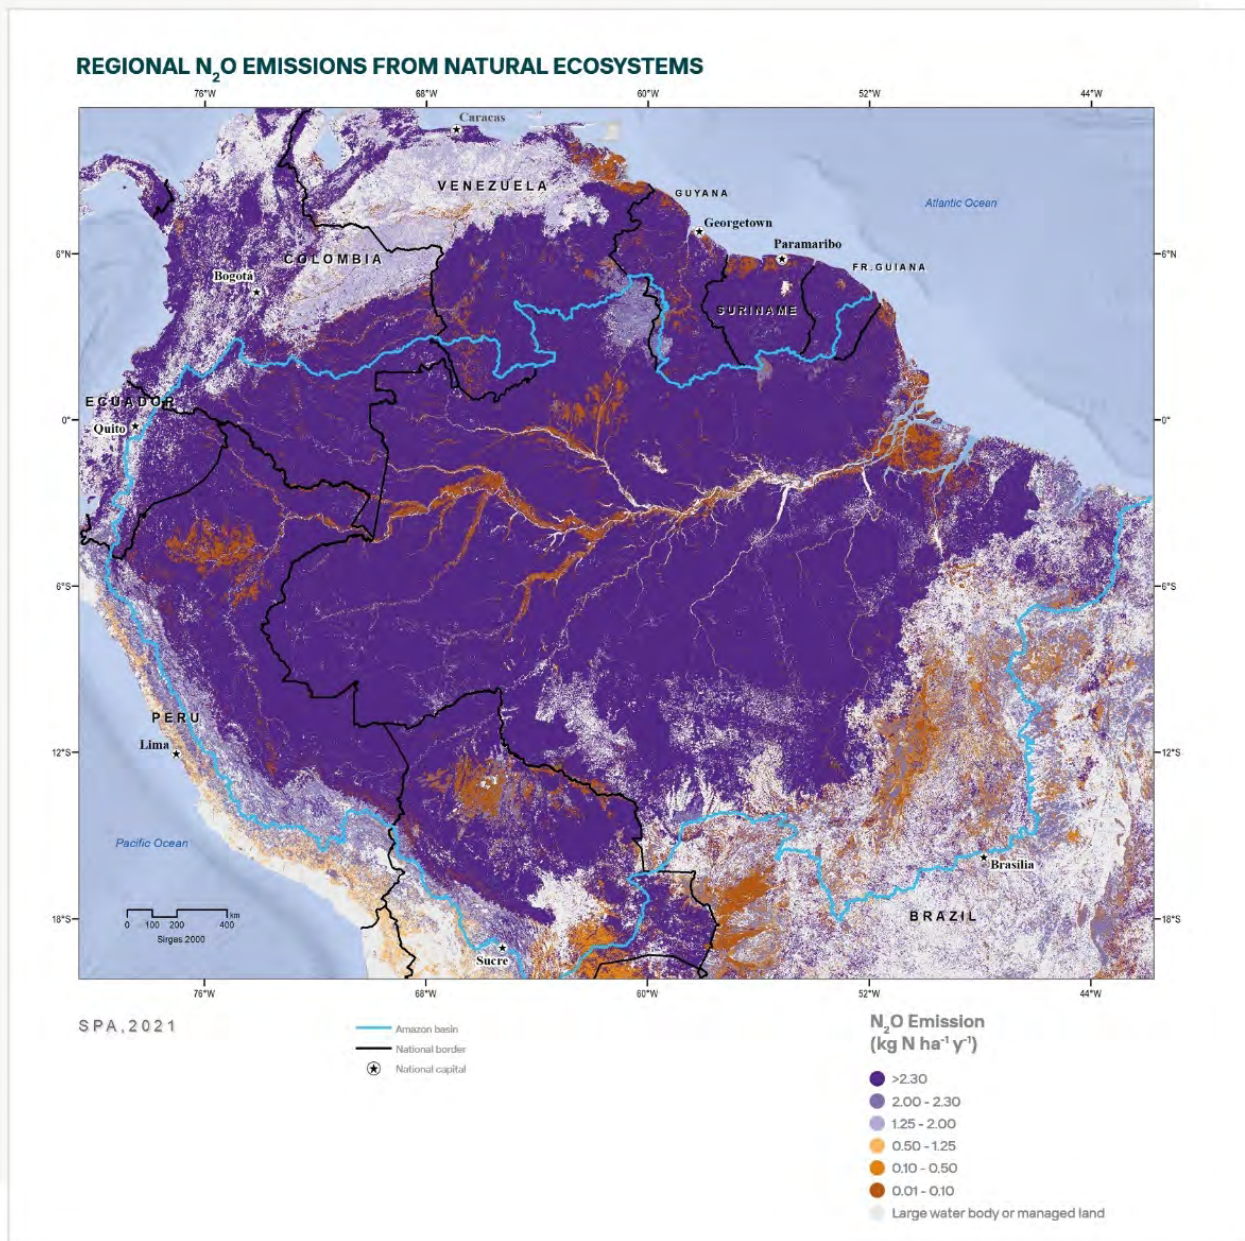 REGIONAL N₂O EMISSIONS FROM NATURAL ECOSYSTEMS
76°W 68°W 60°W 52°W 44°W
Caracas
VENEZUELA
GUYANA
Georgetown
Atlantic Ocean
Paramaribo
6°N 6°N
COLOMBIA
FR.GUIANA
Bogotá
SURINAME
ECUADOR
0° 0°
Quito
6°S 6°S
PERU
Lima
12°S 12°S
Pacific Ocean
Brasilia
18°S 18°S
BRAZIL
km
0 100 200 400
Sirgas 2000
Sucre
76°W 68°W 60°W 52°W 44°W
SPA,2021
Amazon basin
National border
National capital
N₂O Emission
(kg N ha⁻¹ y⁻¹)
>2.30
2.00 - 2.30
1.25 - 2.00
0.50 - 1.25
0.10 - 0.50
0.01 - 0.10
Large water body or managed land